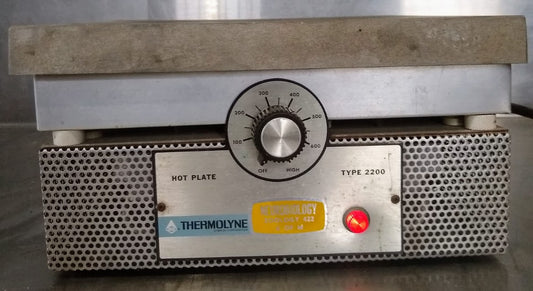 300 400
200 500
100 600
OFF HIGH
HOT PLATE TYPE 2200
THERMOLYNE